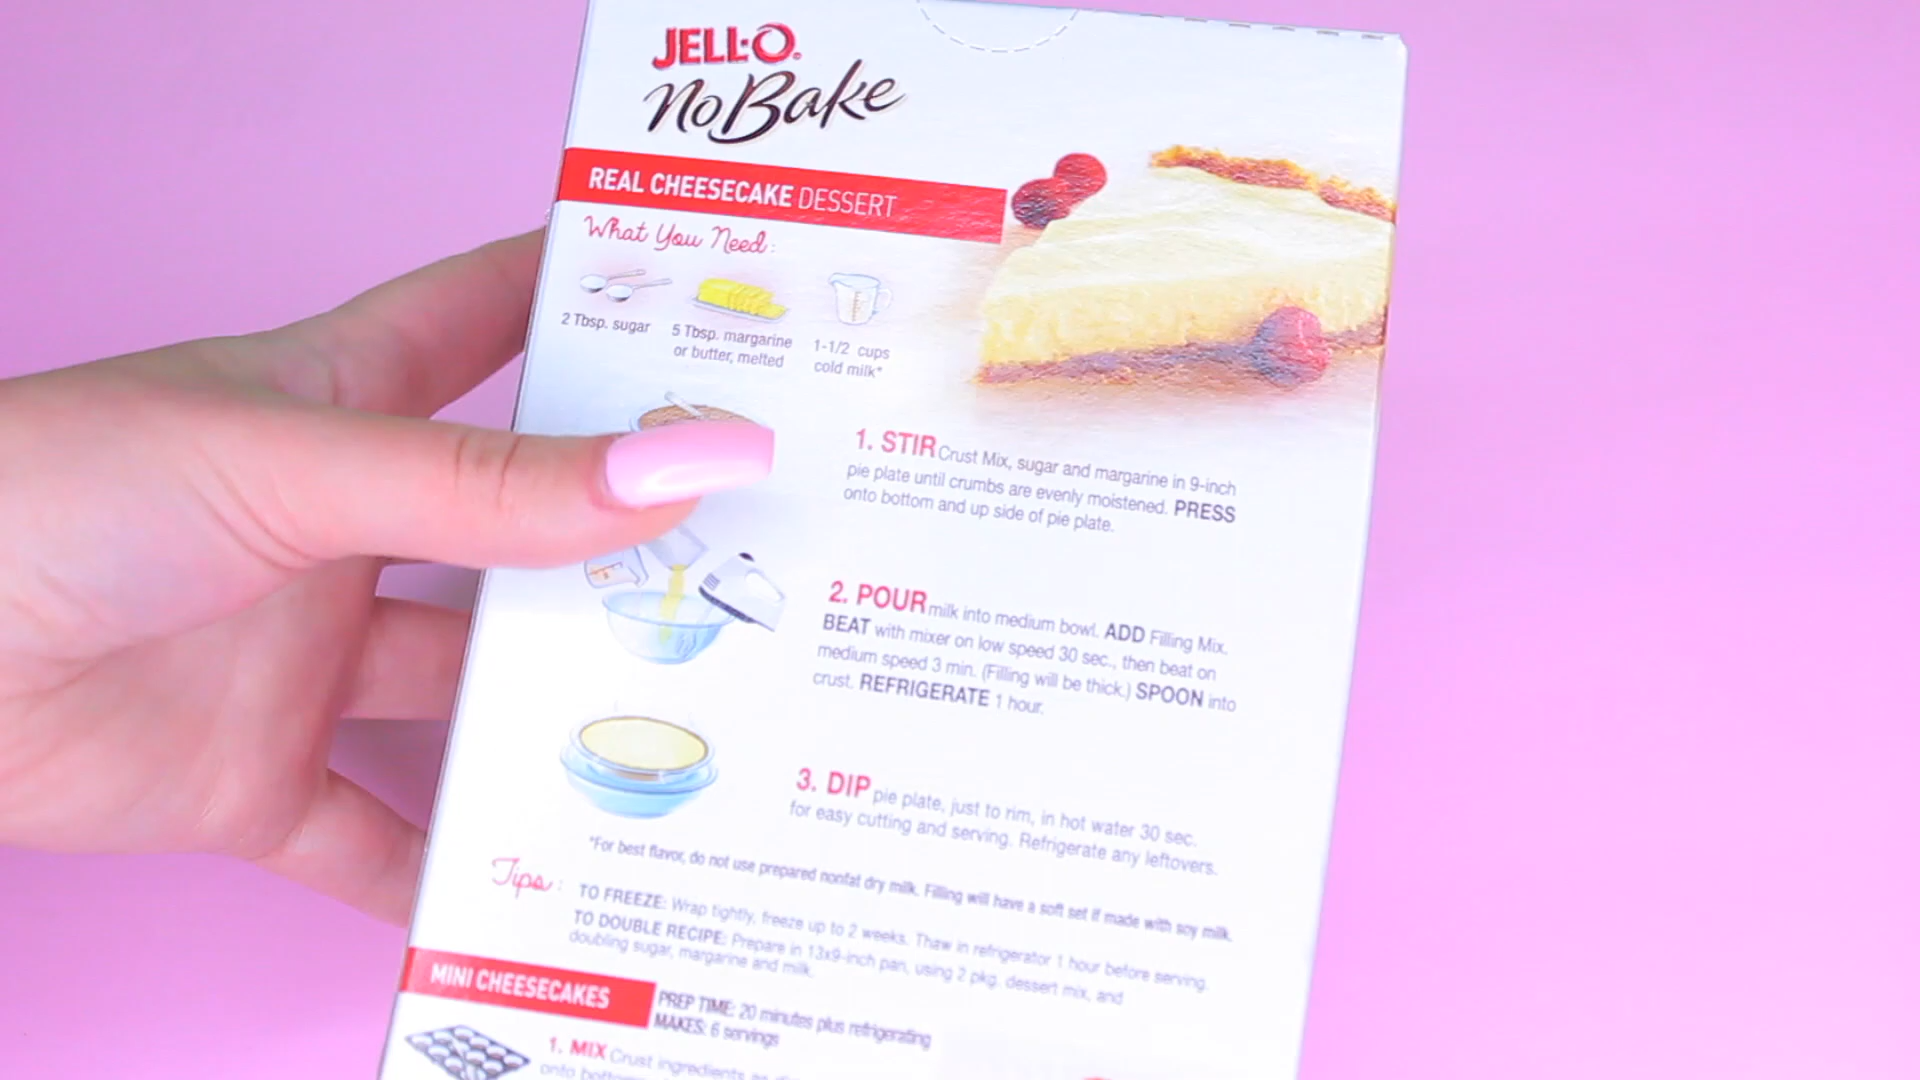 JELL-O®
No Bake
REAL CHEESECAKE DESSERT
What You Need:
2 Tbsp. sugar
5 Tbsp. margarine
or butter, melted
1-1/2 cups
cold milk*
1. STIR Crust Mix, sugar and margarine in 9-inch
pie plate until crumbs are evenly moistened. PRESS
onto bottom and up side of pie plate.
2. POUR milk into medium bowl. ADD Filling Mix.
BEAT with mixer on low speed 30 sec., then beat on
medium speed 3 min. (Filling will be thick.) SPOON into
crust. REFRIGERATE 1 hour.
3. DIP pie plate, just to rim, in hot water 30 sec.
for easy cutting and serving. Refrigerate any leftovers.
*For best flavor, do not use prepared nonfat dry milk. Filling will have a soft set if made with soy milk.
Tips:
TO FREEZE: Wrap tightly, freeze up to 2 weeks. Thaw in refrigerator 1 hour before serving.
TO DOUBLE RECIPE: Prepare in 13x9-inch pan, using 2 pkg. dessert mix, and
doubling sugar, margarine and milk.
MINI CHEESECAKES
PREP TIME: 20 minutes plus refrigerating
MAKES: 6 servings
1. MIX Crust ingredients
onto